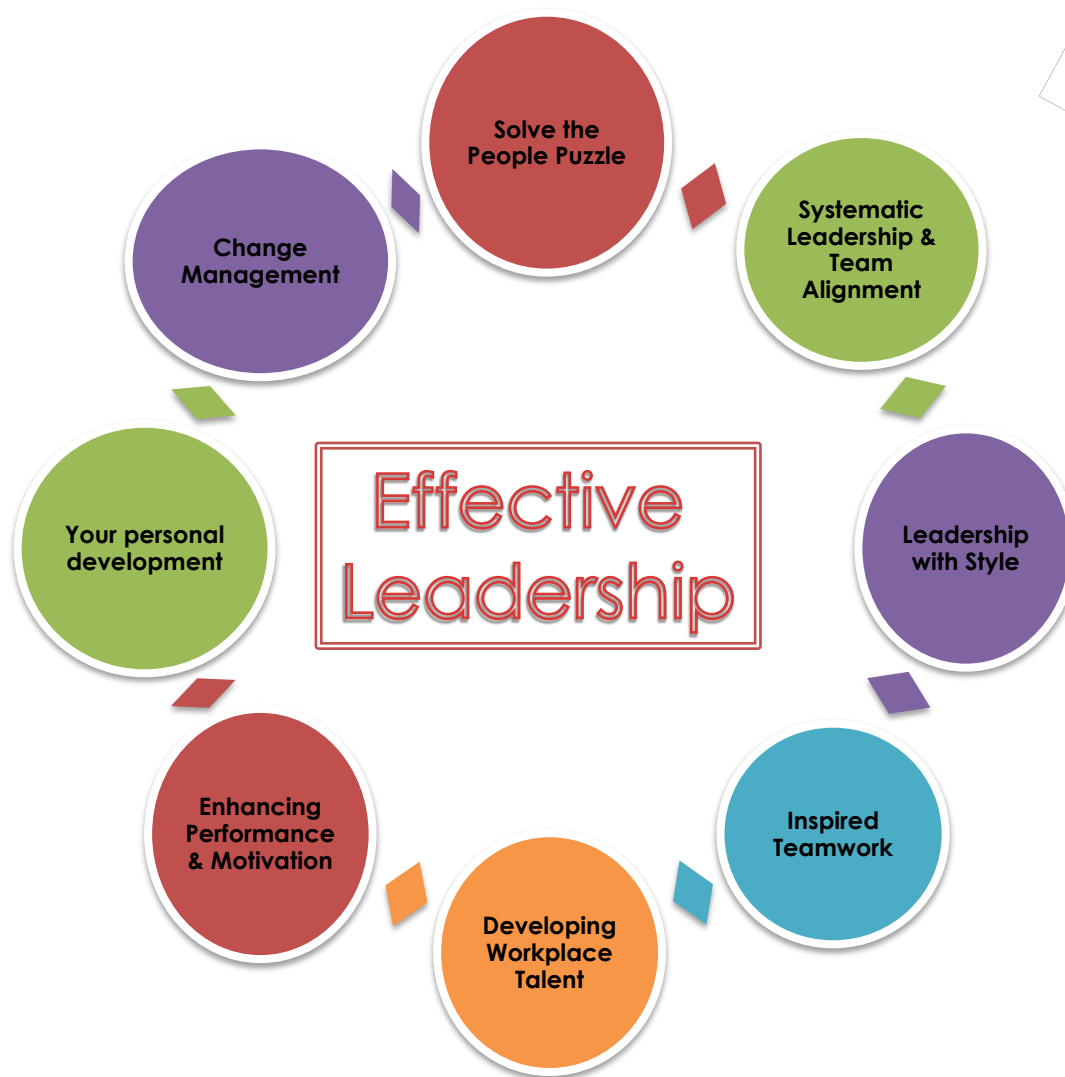 Solve the
People Puzzle
Systematic
Leadership &
Team
Alignment
Leadership
with Style
Inspired
Teamwork
Developing
Workplace
Talent
Enhancing
Performance
& Motivation
Your personal
development
Change
Management
Effective
Leadership